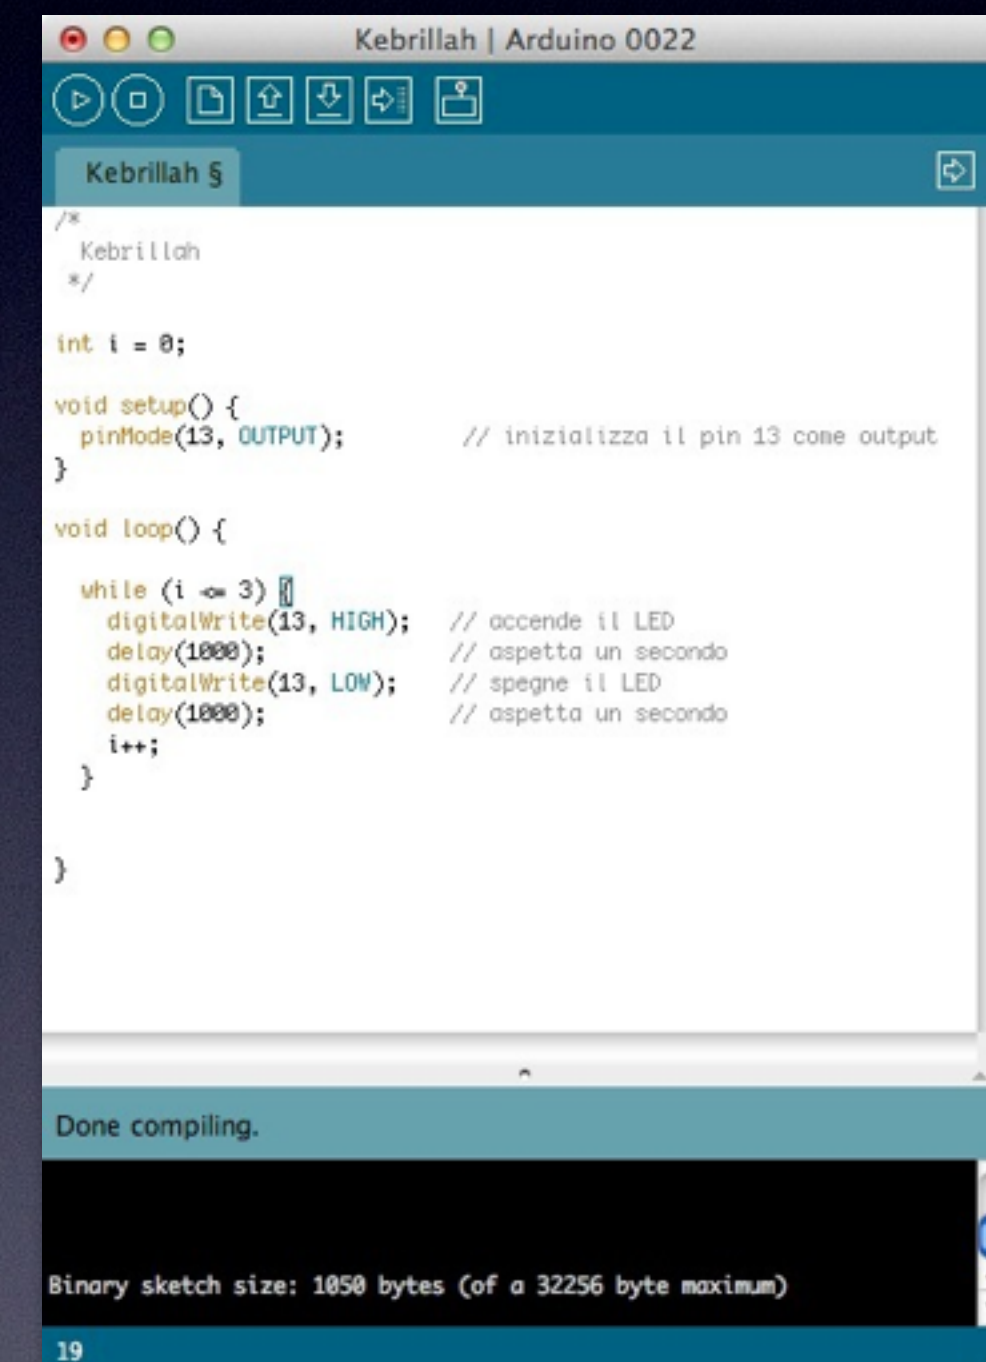 Kebrillah | Arduino 0022
Kebrillah §
/*
Kebrillah
*/
int i = 0;
void setup() {
pinMode(13, OUTPUT); // inizializza il pin 13 come output
}
void loop() {
while (i <= 3) {
digitalWrite(13, HIGH); // accende il LED
delay(1000); // aspetta un secondo
digitalWrite(13, LOW); // spegne il LED
delay(1000); // aspetta un secondo
i++;
}
}
Done compiling.
Binary sketch size: 1050 bytes (of a 32256 byte maximum)
19